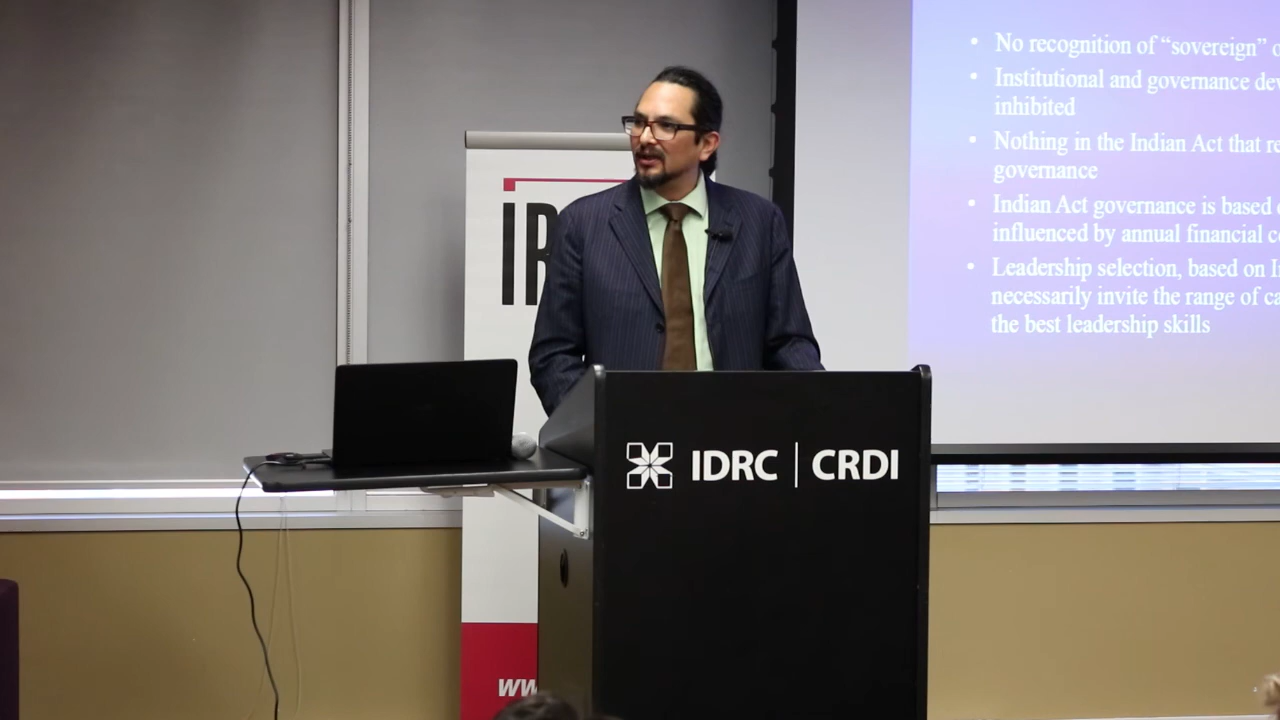 • No recognition of “sovereign”
• Institutional and governance
inhibited
• Nothing in the Indian Act that
governance
• Indian Act governance is based
influenced by annual financial
• Leadership selection, based on
necessarily invite the range of
the best leadership skills
IR
IDRC | CRDI
ww